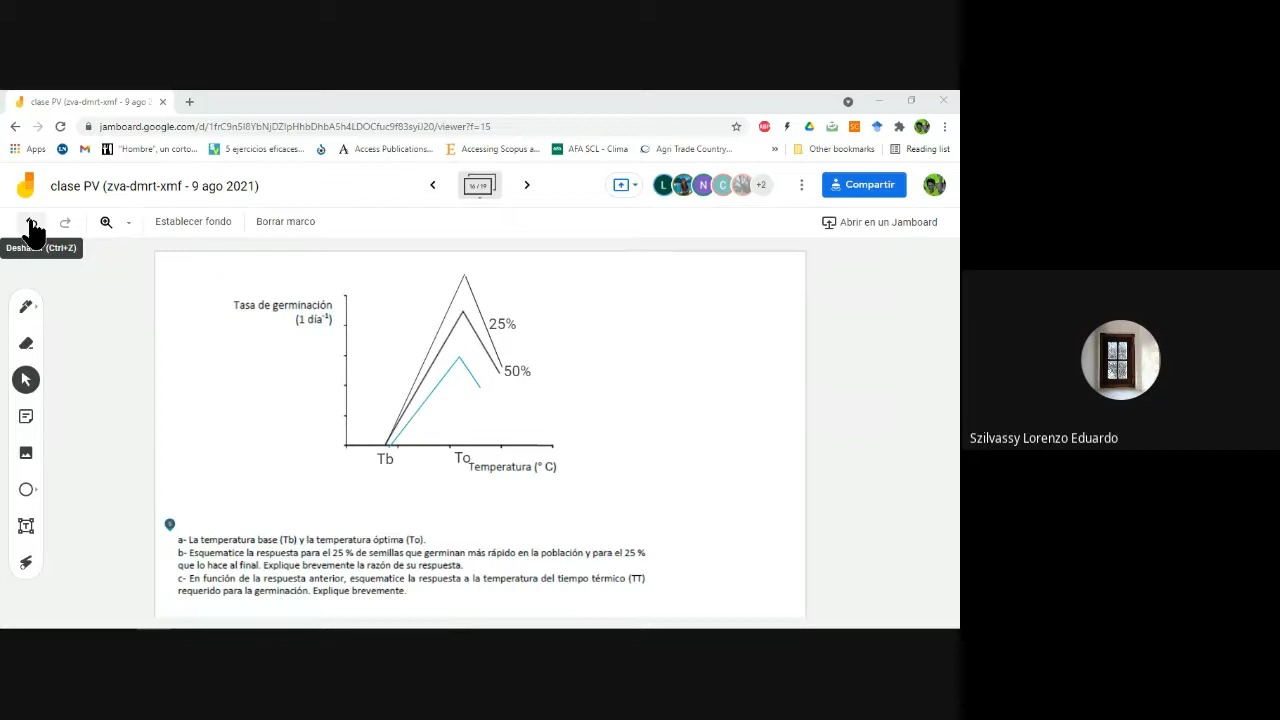 clase PV (zva-dmrt-xmf - 9 ago 2
jamboard.google.com/d/1frC9n5I8YbNjDZIpHhbDhbA5h4LDOCfuc9f83syiJ20/viewer?f=15
Apps
"Hombre", un corto...
5 ejercicios eficaces...
Access Publications...
Accessing Scopus a...
AFA SCL - Clima
Agri Trade Country...
»
Other bookmarks
Reading list
clase PV (zva-dmrt-xmf - 9 ago 2021)
16 / 19
L
N
C
+2
Compartir
Establecer fondo
Borrar marco
Abrir en un Jamboard
(Ctrl+Z)
Tasa de germinación
(1 día-1)
25%
50%
Tb
To
Temperatura (° C)
a- La temperatura base (Tb) y la temperatura óptima (To).
b- Esquematice la respuesta para el 25 % de semillas que germinan más rápido en la población y para el 25 %
que lo hace al final. Explique brevemente la razón de su respuesta.
c- En función de la respuesta anterior, esquematice la respuesta a la temperatura del tiempo térmico (TT)
requerido para la germinación. Explique brevemente.
Szilvassy Lorenzo Eduardo